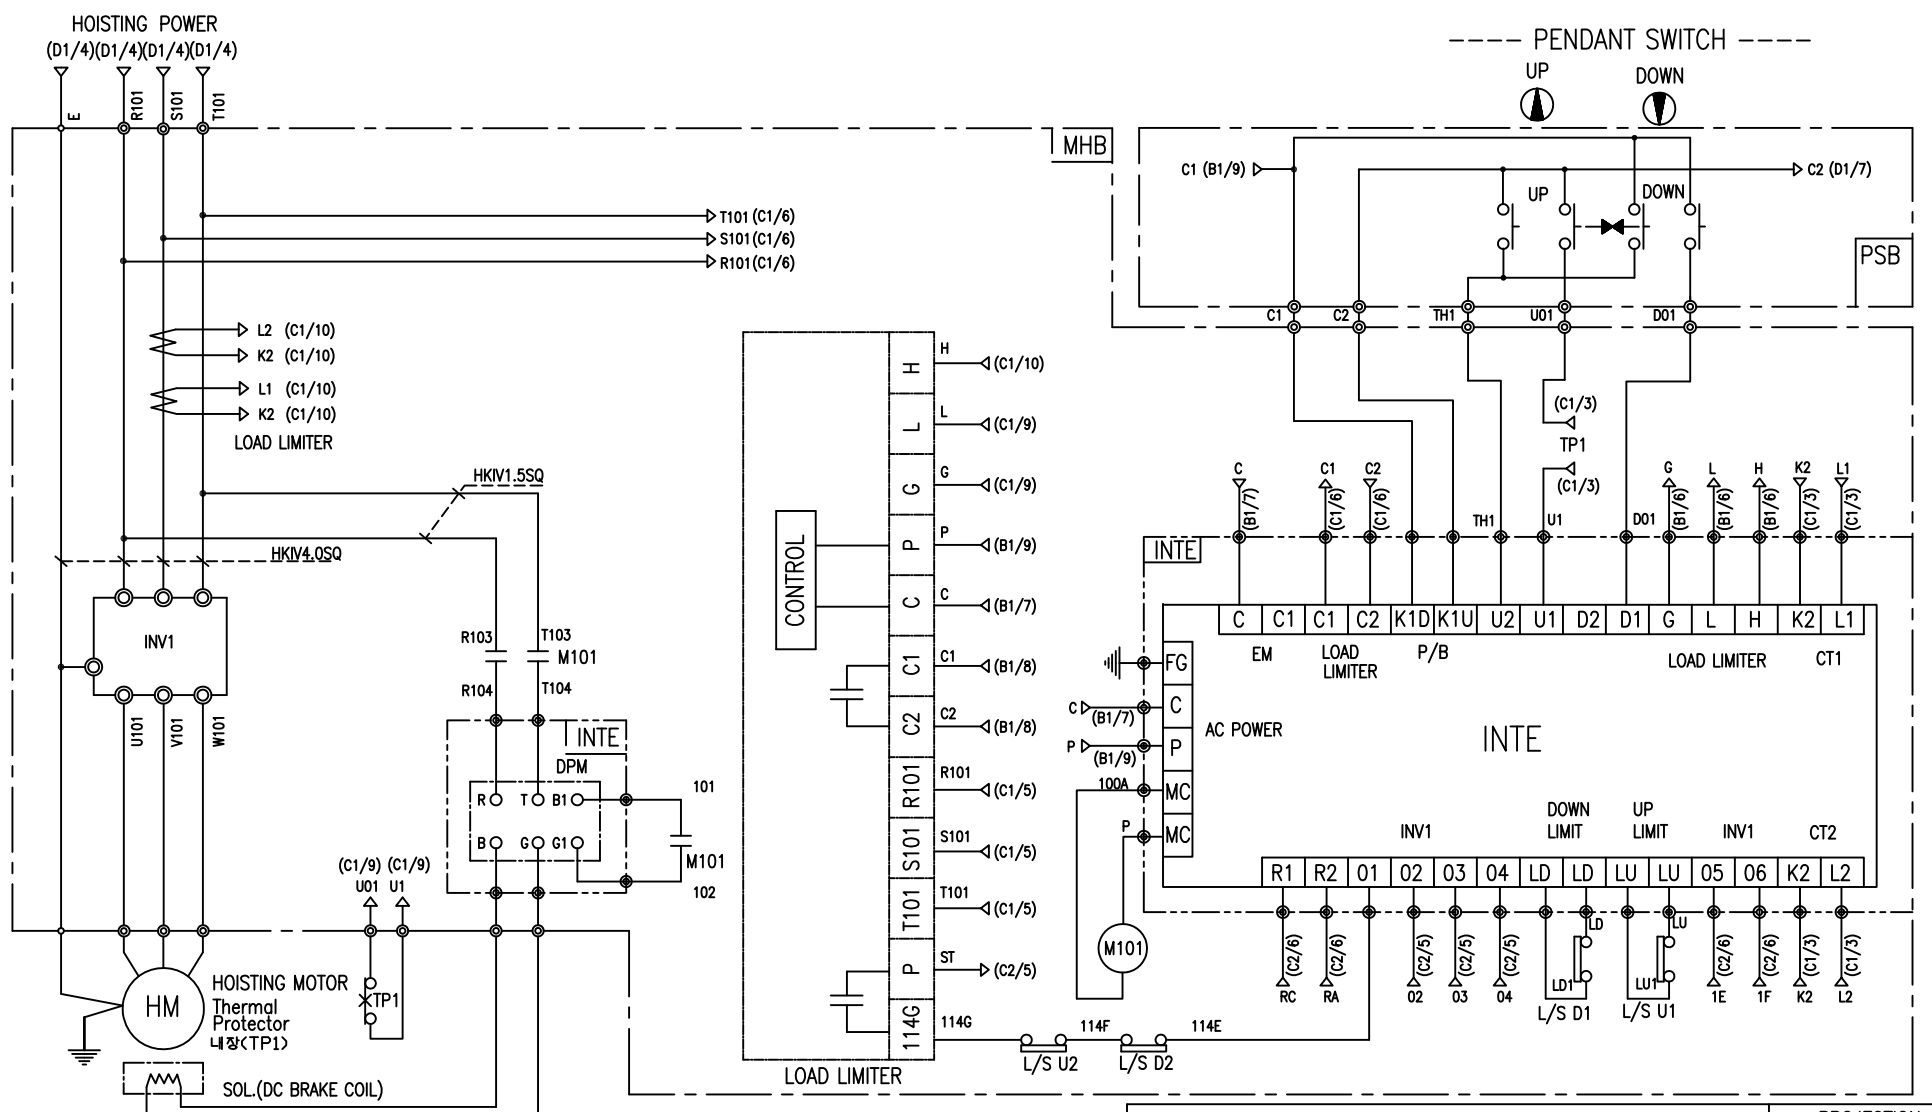 HOISTING POWER
(D1/4)(D1/4)(D1/4)(D1/4)
E
R101
S101
T101
MHB
T101 (C1/6)
S101 (C1/6)
R101 (C1/6)
L2 (C1/10)
K2 (C1/10)
L1 (C1/10)
K2 (C1/10)
LOAD LIMITER
HKIV1.5SQ
HKIV4.0SQ
INV1
U101
V101
W101
R103
T103
M101
R104
T104
INTE
DPM
R
T
B1
B
G
G1
101
M101
102
(C1/9) (C1/9)
U01 U1
TP1
HM
HOISTING MOTOR
Thermal
Protector
내장(TP1)
SOL.(DC BRAKE COIL)
CONTROL
H
H
(C1/10)
L
L
(C1/9)
G
G
(C1/9)
P
P
(B1/9)
C
C
(B1/7)
C1
C1
(B1/8)
C2
C2
(B1/8)
R101
R101
(C1/5)
S101
S101
(C1/5)
T101
T101
(C1/5)
P
ST
(C2/5)
114G
114G
LOAD LIMITER
L/S U2
114F
L/S D2
114E
---- PENDANT SWITCH ----
UP
DOWN
C1 (B1/9)
C2 (D1/7)
UP
DOWN
PSB
C1
C2
TH1
U01
D01
(C1/3)
TP1
(C1/3)
C
(B1/7)
C1
(C1/6)
C2
(C1/6)
TH1
U1
D01
G
(B1/6)
L
(B1/6)
H
(B1/6)
K2
(C1/3)
L1
(C1/3)
INTE
C C1 C1 C2 K1D K1U U2 U1 D2 D1 G L H K2 L1
EM
LOAD
LIMITER
P/B
LOAD LIMITER
CT1
FG
C
(B1/7)
C
P
(B1/9)
P
AC POWER
100A
MC
P
MC
M101
INTE
INV1
DOWN
LIMIT
UP
LIMIT
INV1
CT2
R1 R2 01 02 03 04 LD LD LU LU 05 06 K2 L2
(C2/6)
RC
(C2/6)
RA
(C2/5)
02
(C2/5)
03
(C2/5)
04
LD
LD1
L/S D1
LU
LU1
L/S U1
(C2/6)
1E
(C2/6)
1F
(C1/3)
K2
(C1/3)
L2